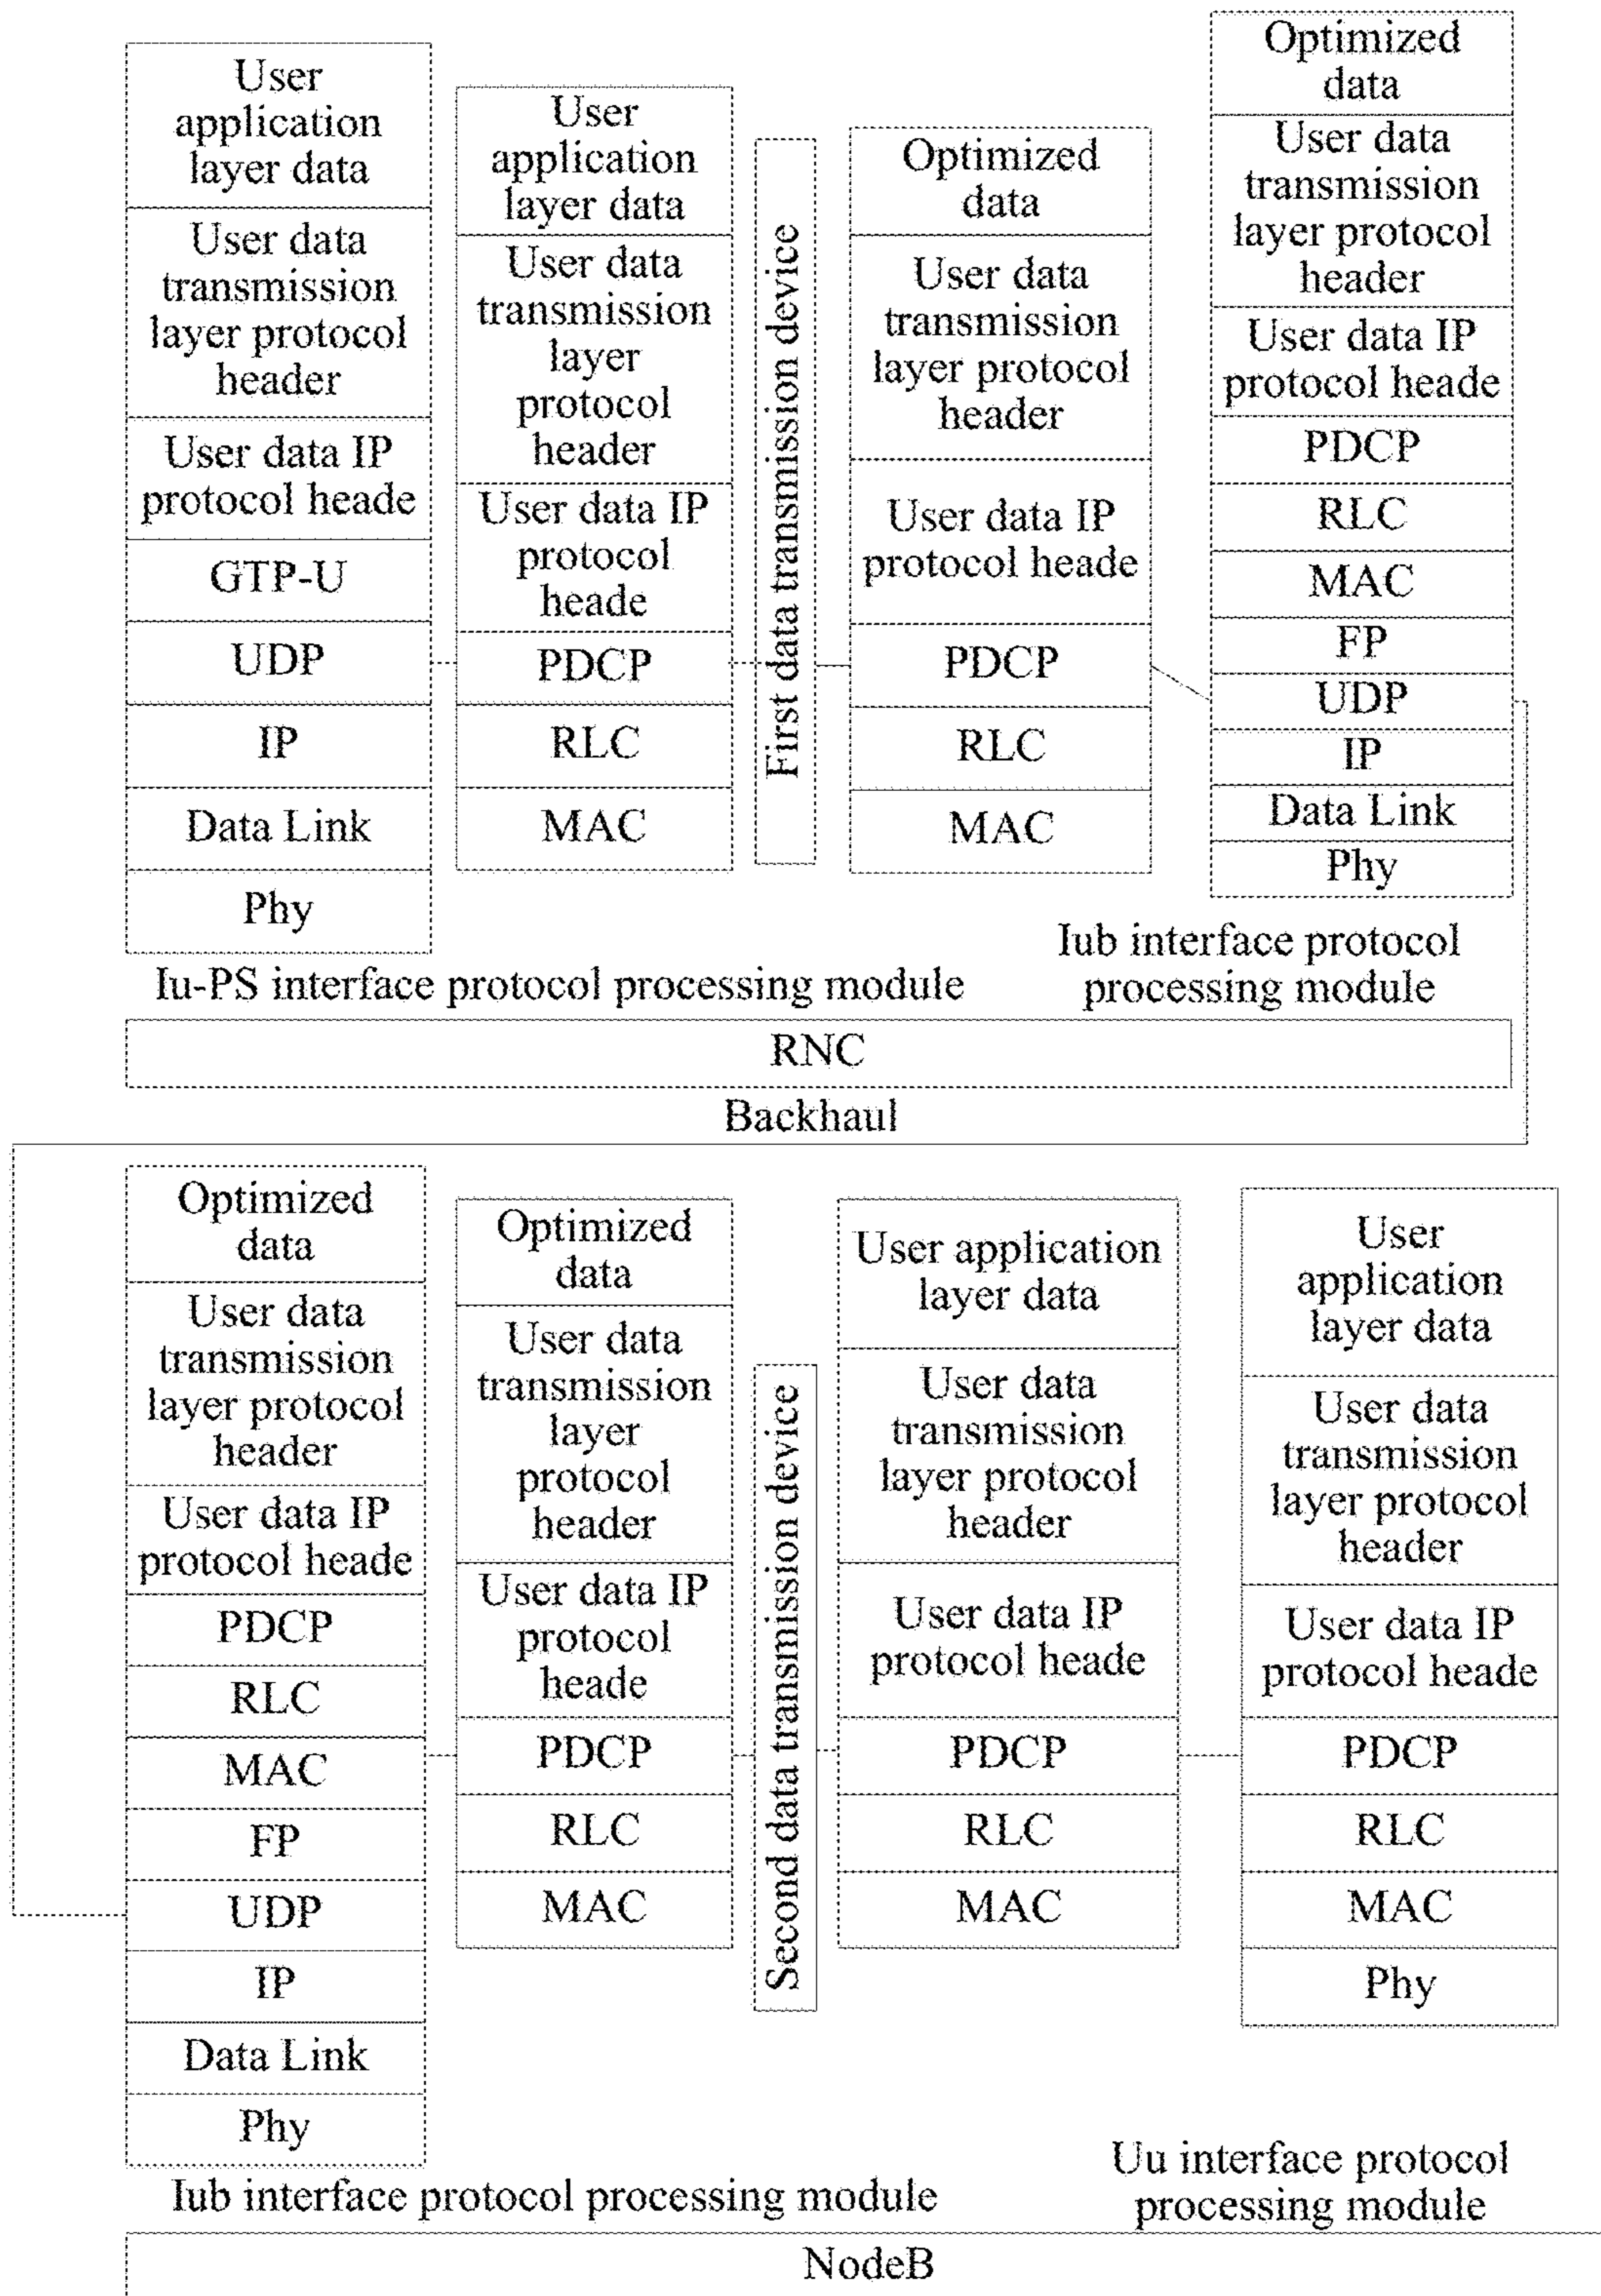 User
application
layer data
User data
transmission
layer protocol
header
User data IP
protocol heade
GTP-U
UDP
IP
Data Link
Phy
User
application
layer data
User data
transmission
layer
protocol
header
User data IP
protocol
heade
PDCP
RLC
MAC
First data transmission device
Optimized
data
User data
transmission
layer protocol
header
User data IP
protocol heade
PDCP
RLC
MAC
Optimized
data
User data
transmission
layer protocol
header
User data IP
protocol heade
PDCP
RLC
MAC
FP
UDP
IP
Data Link
Phy
Iu-PS interface protocol processing module
Iub interface protocol
processing module
RNC
Backhaul
Optimized
data
User data
transmission
layer protocol
header
User data IP
protocol heade
PDCP
RLC
MAC
FP
UDP
IP
Data Link
Phy
Optimized
data
User data
transmission
layer
protocol
header
User data IP
protocol
heade
PDCP
RLC
MAC
Second data transmission device
User application
layer data
User data
transmission
layer protocol
header
User data IP
protocol heade
PDCP
RLC
MAC
User
application
layer data
User data
transmission
layer protocol
header
User data IP
protocol heade
PDCP
RLC
MAC
Phy
Iub interface protocol processing module
Uu interface protocol
processing module
NodeB